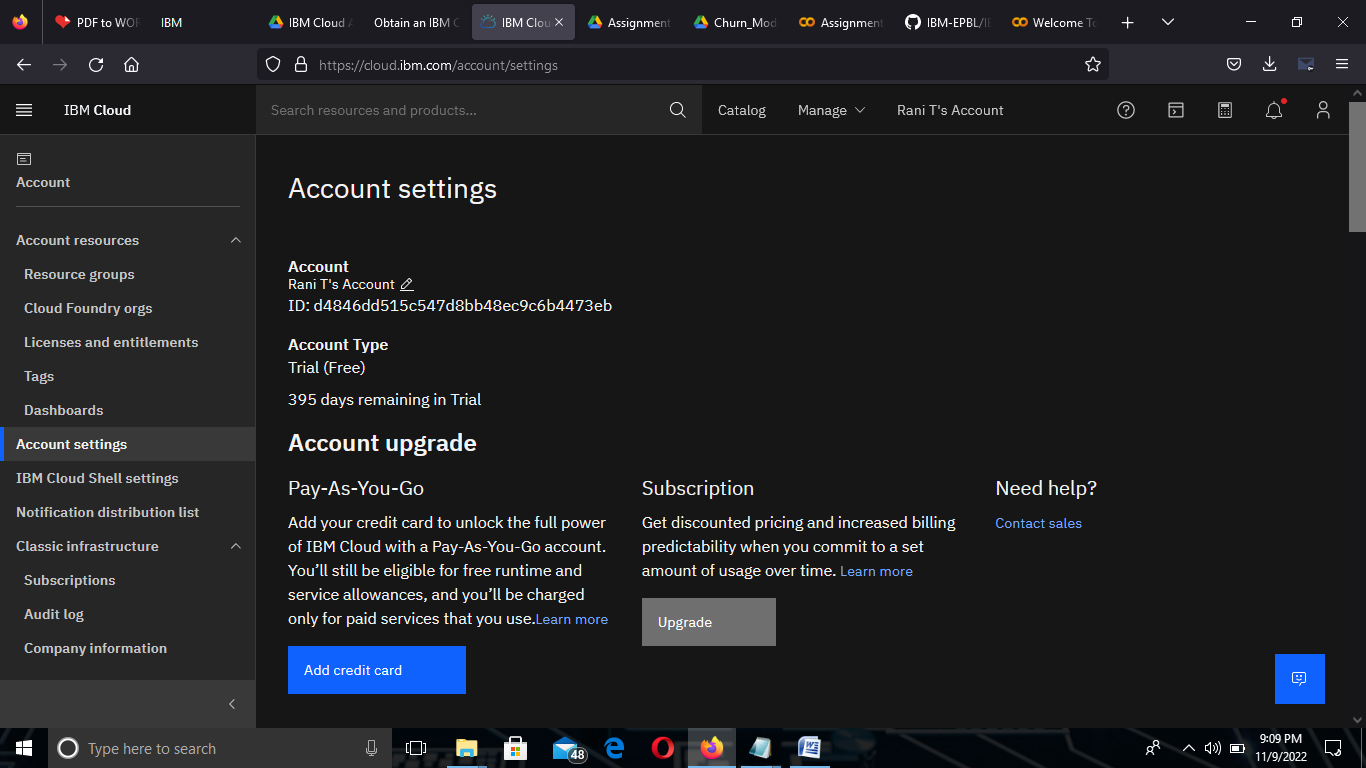 PDF to WO
IBM
IBM Cloud
Obtain an IBM
IBM Clou
Assignment
Churn_Mod
Assignment
IBM-EPBL/I
Welcome To
https://cloud.ibm.com/account/settings
IBM Cloud
Search resources and products...
Catalog
Manage
Rani T's Account
Account
Account resources
Resource groups
Cloud Foundry orgs
Licenses and entitlements
Tags
Dashboards
Account settings
IBM Cloud Shell settings
Notification distribution list
Classic infrastructure
Subscriptions
Audit log
Company information
Account settings
Account
Rani T's Account
ID: d4846dd515c547d8bb48ec9c6b4473eb
Account Type
Trial (Free)
395 days remaining in Trial
Account upgrade
Pay-As-You-Go
Add your credit card to unlock the full power
of IBM Cloud with a Pay-As-You-Go account.
You’ll still be eligible for free runtime and
service allowances, and you’ll be charged
only for paid services that you use.Learn more
Add credit card
Subscription
Get discounted pricing and increased billing
predictability when you commit to a set
amount of usage over time. Learn more
Upgrade
Need help?
Contact sales
Type here to search
48
9:09 PM
11/9/2022